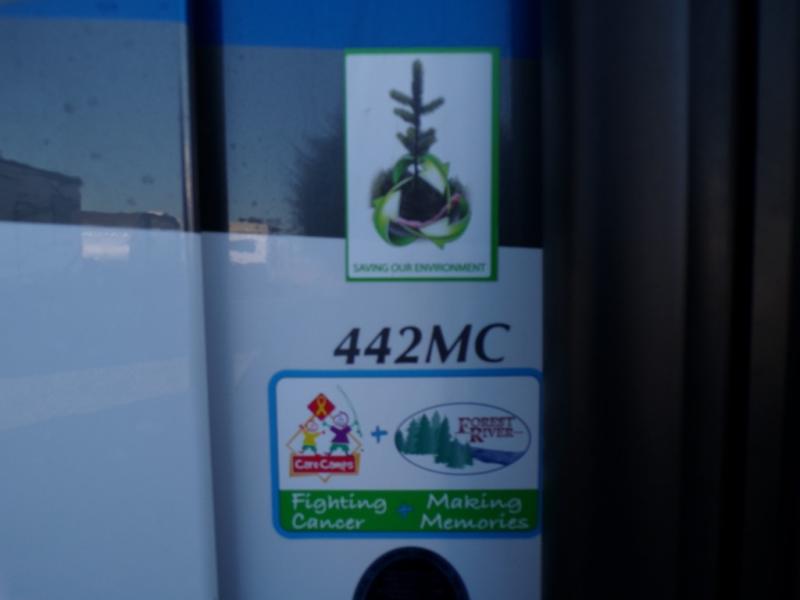 SAVING OUR ENVIRONMENT
442MC
Care Camps
+
FOREST
RIVER
Fighting + Making
Cancer Memories